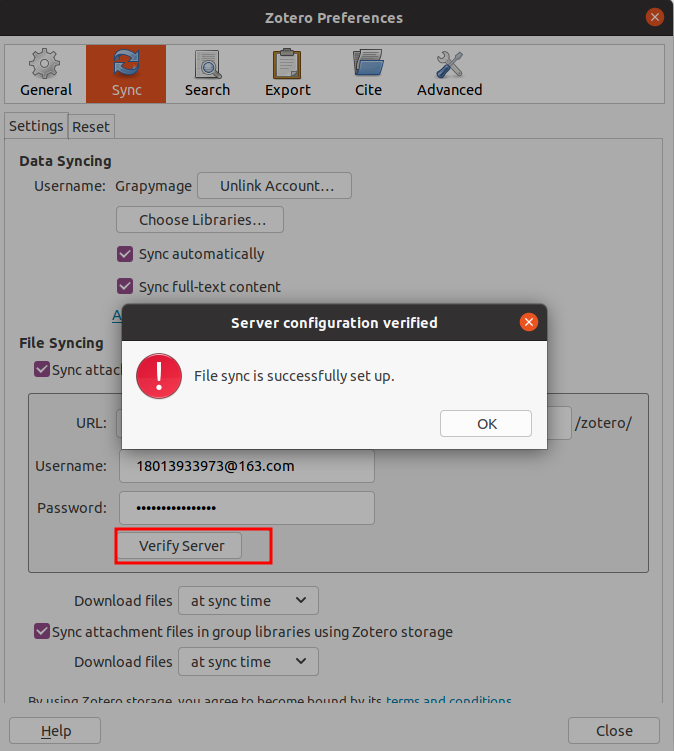 Zotero Preferences
General Sync Search Export Cite Advanced
Settings Reset
Data Syncing
Username: Grapymage Unlink Account...
Choose Libraries...
Sync automatically
Sync full-text content
Server configuration verified
File Syncing
Sync
File sync is successfully set up.
URL: /zotero/
OK
Username: 18013933973@163.com
Password: ••••••••••••••••
Verify Server
Download files at sync time
Sync attachment files in group libraries using Zotero storage
Download files at sync time
By using Zotero storage, you agree to become bound by its terms and conditions
Help Close